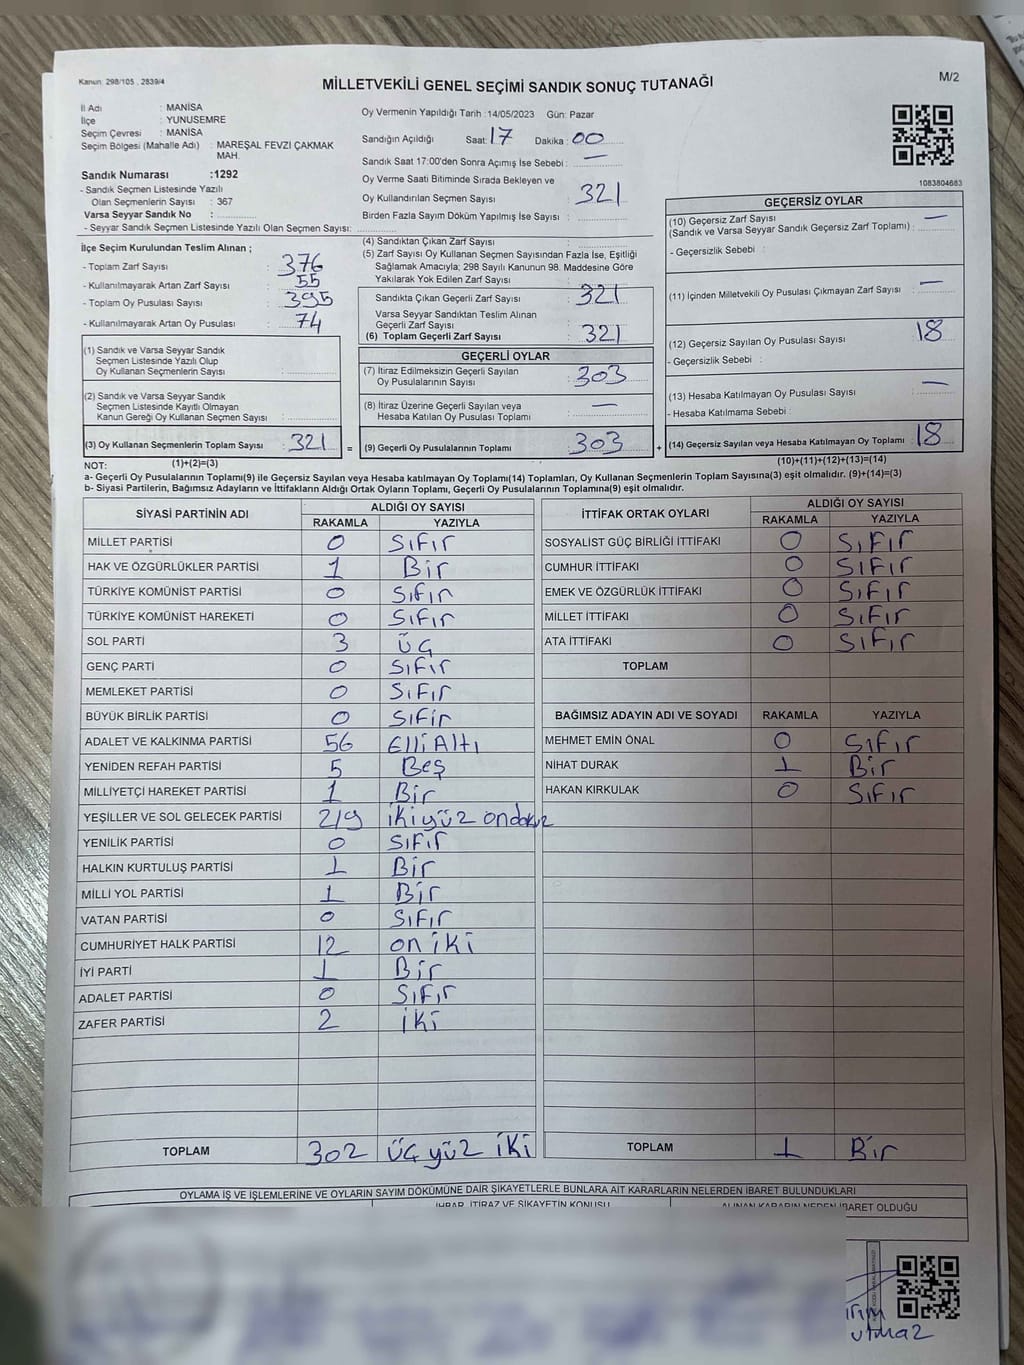 Kanun: 298/105 , 2839/4
MİLLETVEKİLİ GENEL SEÇİMİ SANDIK SONUÇ TUTANAĞI
M/2
İl Adı : MANİSA
İlçe : YUNUSEMRE
Seçim Çevresi : MANİSA
Seçim Bölgesi (Mahalle Adı) : MAREŞAL FEVZİ ÇAKMAK
MAH.
Sandık Numarası :1292
- Sandık Seçmen Listesinde Yazılı
Olan Seçmenlerin Sayısı : 367
Varsa Seyyar Sandık No :
- Seyyar Sandık Seçmen Listesinde Yazılı Olan Seçmen Sayısı:
Oy Vermenin Yapıldığı Tarih :14/05/2023 Gün: Pazar
Sandığın Açıldığı Saat: 17 Dakika: 00
Sandık Saat 17:00'den Sonra Açımış İse Sebebi : —
Oy Verme Saati Bitiminde Sırada Bekleyen ve
Oy Kullandırılan Seçmen Sayısı : 321
Birden Fazla Sayım Döküm Yapılmış İse Sayısı :
1083804683
İlçe Seçim Kurulundan Teslim Alınan ;
- Toplam Zarf Sayısı : 376
- Kullanılmayarak Artan Zarf Sayısı : 55
- Toplam Oy Pusulası Sayısı : 395
- Kullanılmayarak Artan Oy Pusulası : 74
(1) Sandık ve Varsa Seyyar Sandık
Seçmen Listesinde Yazılı Olup
Oy Kullanan Seçmenlerin Sayısı :
(2) Sandık ve Varsa Seyyar Sandık
Seçmen Listesinde Kayıtlı Olmayan
Kanun Gereği Oy Kullanan Seçmen Sayısı :
(3) Oy Kullanan Seçmenlerin Toplam Sayısı : 321 =
(4) Sandıktan Çıkan Zarf Sayısı :
(5) Zarf Sayısı Oy Kullanan Seçmen Sayısından Fazla İse, Eşitliği
Sağlamak Amacıyla; 298 Sayılı Kanunun 98. Maddesine Göre
Yakılarak Yok Edilen Zarf Sayısı :
Sandıkta Çıkan Geçerli Zarf Sayısı : 321
Varsa Seyyar Sandıktan Teslim Alınan
Geçerli Zarf Sayısı :
(6) Toplam Geçerli Zarf Sayısı : 321
GEÇERLİ OYLAR
(7) İtiraz Edilmeksizin Geçerli Sayılan
Oy Pusulalarının Sayısı : 303
(8) İtiraz Üzerine Geçerli Sayılan veya
Hesaba Katılan Oy Pusulası Toplamı : —
(9) Geçerli Oy Pusulalarının Toplamı : 303 +
GEÇERSİZ OYLAR
(10) Geçersiz Zarf Sayısı
(Sandık ve Varsa Seyyar Sandık Geçersiz Zarf Toplamı) : —
- Geçersizlik Sebebi :
(11) İçinden Milletvekili Oy Pusulası Çıkmayan Zarf Sayısı : —
(12) Geçersiz Sayılan Oy Pusulası Sayısı : 18
- Geçersizlik Sebebi :
(13) Hesaba Katılmayan Oy Pusulası Sayısı : —
- Hesaba Katılmama Sebebi :
(14) Geçersiz Sayılan veya Hesaba Katılmayan Oy Toplamı : 18
NOT: (1)+(2)=(3)
(10)+(11)+(12)+(13)=(14)
a- Geçerli Oy Pusulalarının Toplamı(9) ile Geçersiz Sayılan veya Hesaba katılmayan Oy Toplamı(14) Toplamları, Oy Kullanan Seçmenlerin Toplam Sayısına(3) eşit olmalıdır. (9)+(14)=(3)
b- Siyasi Partilerin, Bağımsız Adayların ve İttifakların Aldığı Ortak Oyların Toplamı, Geçerli Oy Pusulalarının Toplamına(9) eşit olmalıdır.
SİYASİ PARTİNİN ADI
ALDIĞI OY SAYISI
RAKAMLA YAZIYLA
MİLLET PARTİSİ 0 Sıfır
HAK VE ÖZGÜRLÜKLER PARTİSİ 1 Bir
TÜRKİYE KOMÜNİST PARTİSİ 0 Sıfır
TÜRKİYE KOMÜNİST HAREKETİ 0 Sıfır
SOL PARTİ 3 üç
GENÇ PARTİ 0 Sıfır
MEMLEKET PARTİSİ 0 Sıfır
BÜYÜK BİRLİK PARTİSİ 0 Sıfır
ADALET VE KALKINMA PARTİSİ 56 Elli Altı
YENİDEN REFAH PARTİSİ 5 Beş
MİLLİYETÇİ HAREKET PARTİSİ 1 Bir
YEŞİLLER VE SOL GELECEK PARTİSİ 219 ikiyüz ondokuz
YENİLİK PARTİSİ 0 Sıfır
HALKIN KURTULUŞ PARTİSİ 1 Bir
MİLLİ YOL PARTİSİ 1 Bir
VATAN PARTİSİ 0 Sıfır
CUMHURİYET HALK PARTİSİ 12 on iki
İYİ PARTİ 1 Bir
ADALET PARTİSİ 0 Sıfır
ZAFER PARTİSİ 2 iki
TOPLAM 302 üç yüz iki
İTTİFAK ORTAK OYLARI
ALDIĞI OY SAYISI
RAKAMLA YAZIYLA
SOSYALİST GÜÇ BİRLİĞİ İTTİFAKI 0 Sıfır
CUMHUR İTTİFAKI 0 Sıfır
EMEK VE ÖZGÜRLÜK İTTİFAKI 0 Sıfır
MİLLET İTTİFAKI 0 Sıfır
ATA İTTİFAKI 0 Sıfır
TOPLAM
BAĞIMSIZ ADAYIN ADI VE SOYADI RAKAMLA YAZIYLA
MEHMET EMİN ÖNAL 0 Sıfır
NİHAT DURAK 1 Bir
HAKAN KIRKULAK 0 Sıfır
TOPLAM 1 Bir
OYLAMA İŞ VE İŞLEMLERİNE VE OYLARIN SAYIM DÖKÜMÜNE DAİR ŞİKAYETLERLE BUNLARA AİT KARARLARIN NELERDEN İBARET BULUNDUKLARI
İHBAR, İTİRAZ VE ŞİKAYETİN KONUSU
ALINAN KARARIN NEDEN İBARET OLDUĞU